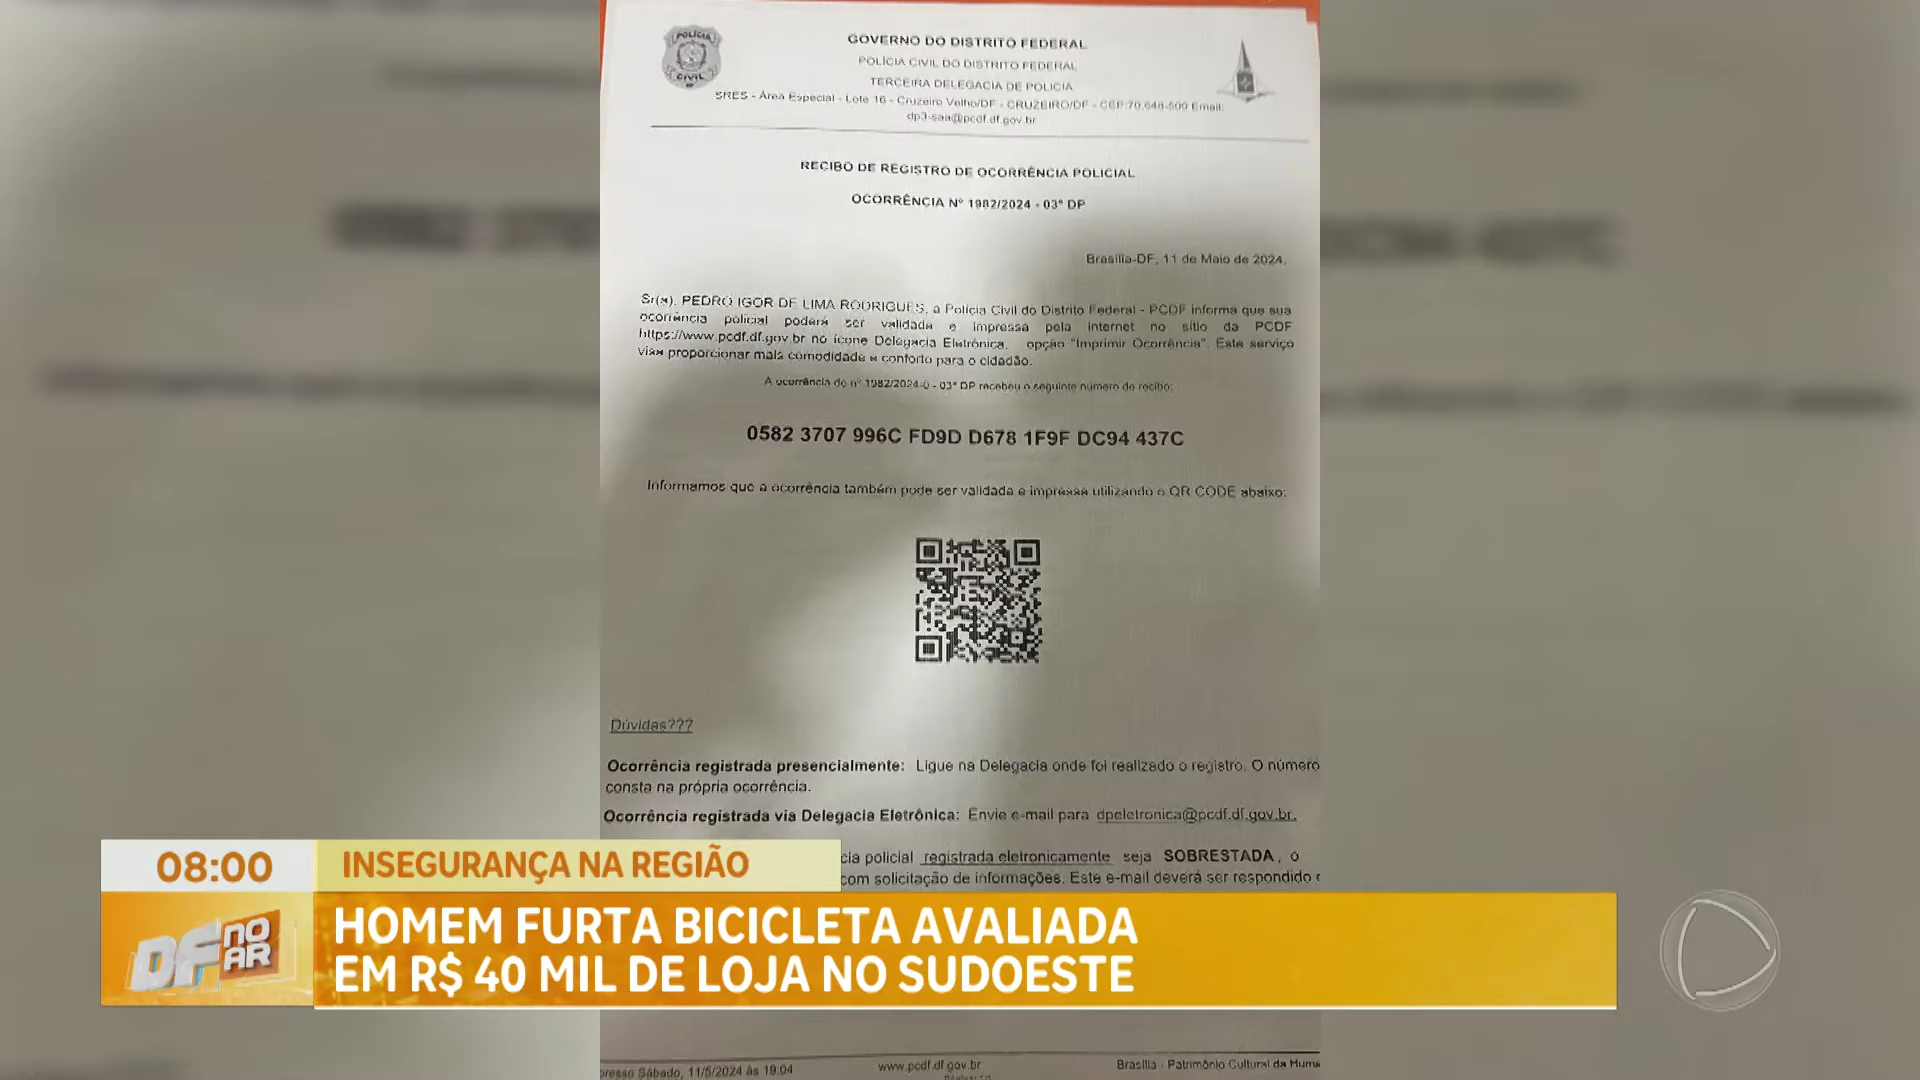 POLÍCIA
CIVIL
DF
GOVERNO DO DISTRITO FEDERAL
POLÍCIA CIVIL DO DISTRITO FEDERAL
TERCEIRA DELEGACIA DE POLÍCIA
SRES - Área Especial - Lote 16 - Cruzeiro Velho/DF - CRUZEIRO/DF - CEP:70.648-500 Email:
dp3-saa@pcdf.df.gov.br
RECIBO DE REGISTRO DE OCORRÊNCIA POLICIAL
OCORRÊNCIA Nº 1982/2024 - 03ª DP
Brasília-DF, 11 de Maio de 2024.
Sr(a). PEDRO IGOR DE LIMA RODRIGUES, a Polícia Civil do Distrito Federal - PCDF informa que sua
ocorrência policial poderá ser validada e impressa pela internet no sítio da PCDF
https://www.pcdf.df.gov.br no ícone Delegacia Eletrônica, opção "Imprimir Ocorrência". Este serviço
visa proporcionar mais comodidade e conforto para o cidadão.
A ocorrência de nº 1982/2024-0 - 03ª DP recebeu o seguinte número de recibo:
0582 3707 996C FD9D D678 1F9F DC94 437C
Informamos que a ocorrência também pode ser validada e impressa utilizando o QR CODE abaixo:
Dúvidas???
Ocorrência registrada presencialmente: Ligue na Delegacia onde foi realizado o registro. O número
consta na própria ocorrência.
Ocorrência registrada via Delegacia Eletrônica: Envie e-mail para dpeletronica@pcdf.df.gov.br.
cia policial registrada eletronicamente seja SOBRESTADA, o
com solicitação de informações. Este e-mail deverá ser respondido
08:00 INSEGURANÇA NA REGIÃO
DF NO AR
HOMEM FURTA BICICLETA AVALIADA
EM R$ 40 MIL DE LOJA NO SUDOESTE
presso Sábado, 11/5/2024 às 19:04 www.pcdf.df.gov.br Brasília - Patrimônio Cultural da Huma